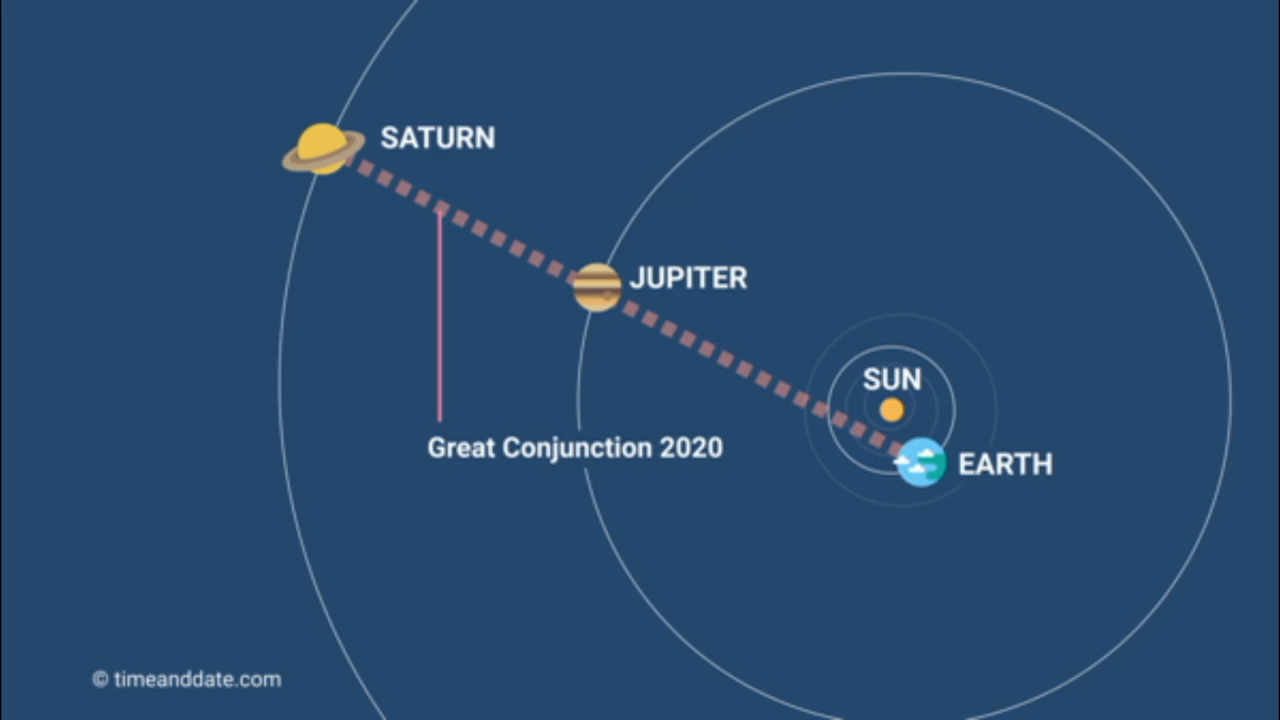 SATURN
JUPITER
SUN
Great Conjunction 2020
EARTH
© timeanddate.com